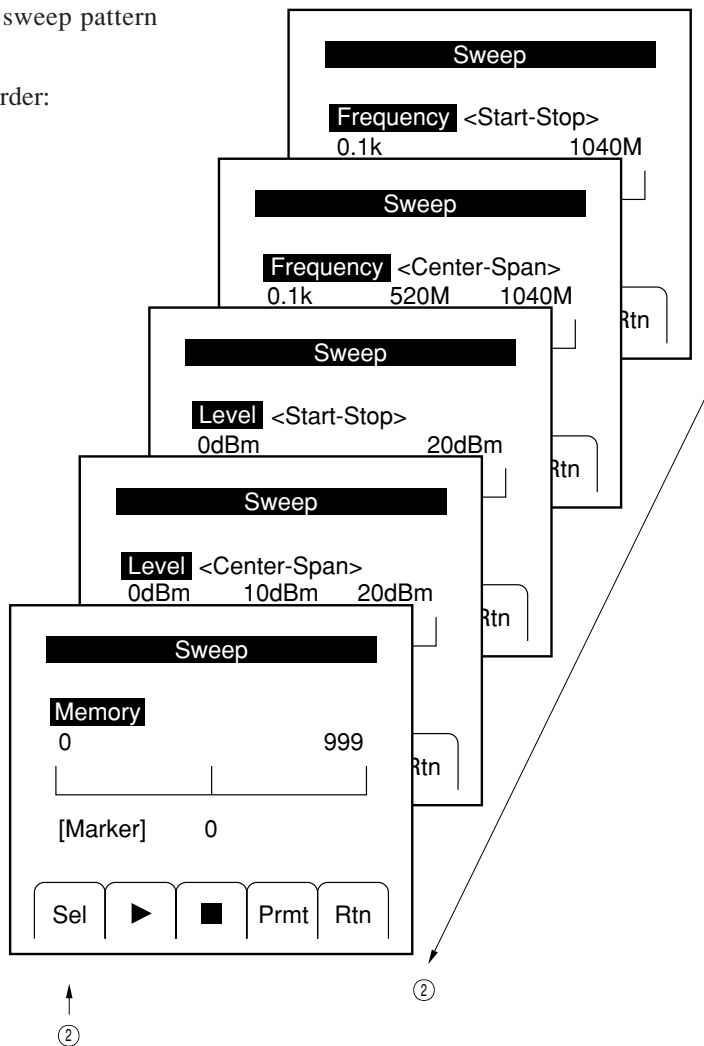 sweep pattern
rder:
Sweep
Frequency <Start-Stop>
0.1k 1040M
Rtn
Sweep
Frequency <Center-Span>
0.1k 520M 1040M
Rtn
Sweep
Level <Start-Stop>
0dBm 20dBm
Rtn
Sweep
Level <Center-Span>
0dBm 10dBm 20dBm
Rtn
Sweep
Memory
0 999
[Marker] 0
Sel ▶ ■ Prmt Rtn
②
②